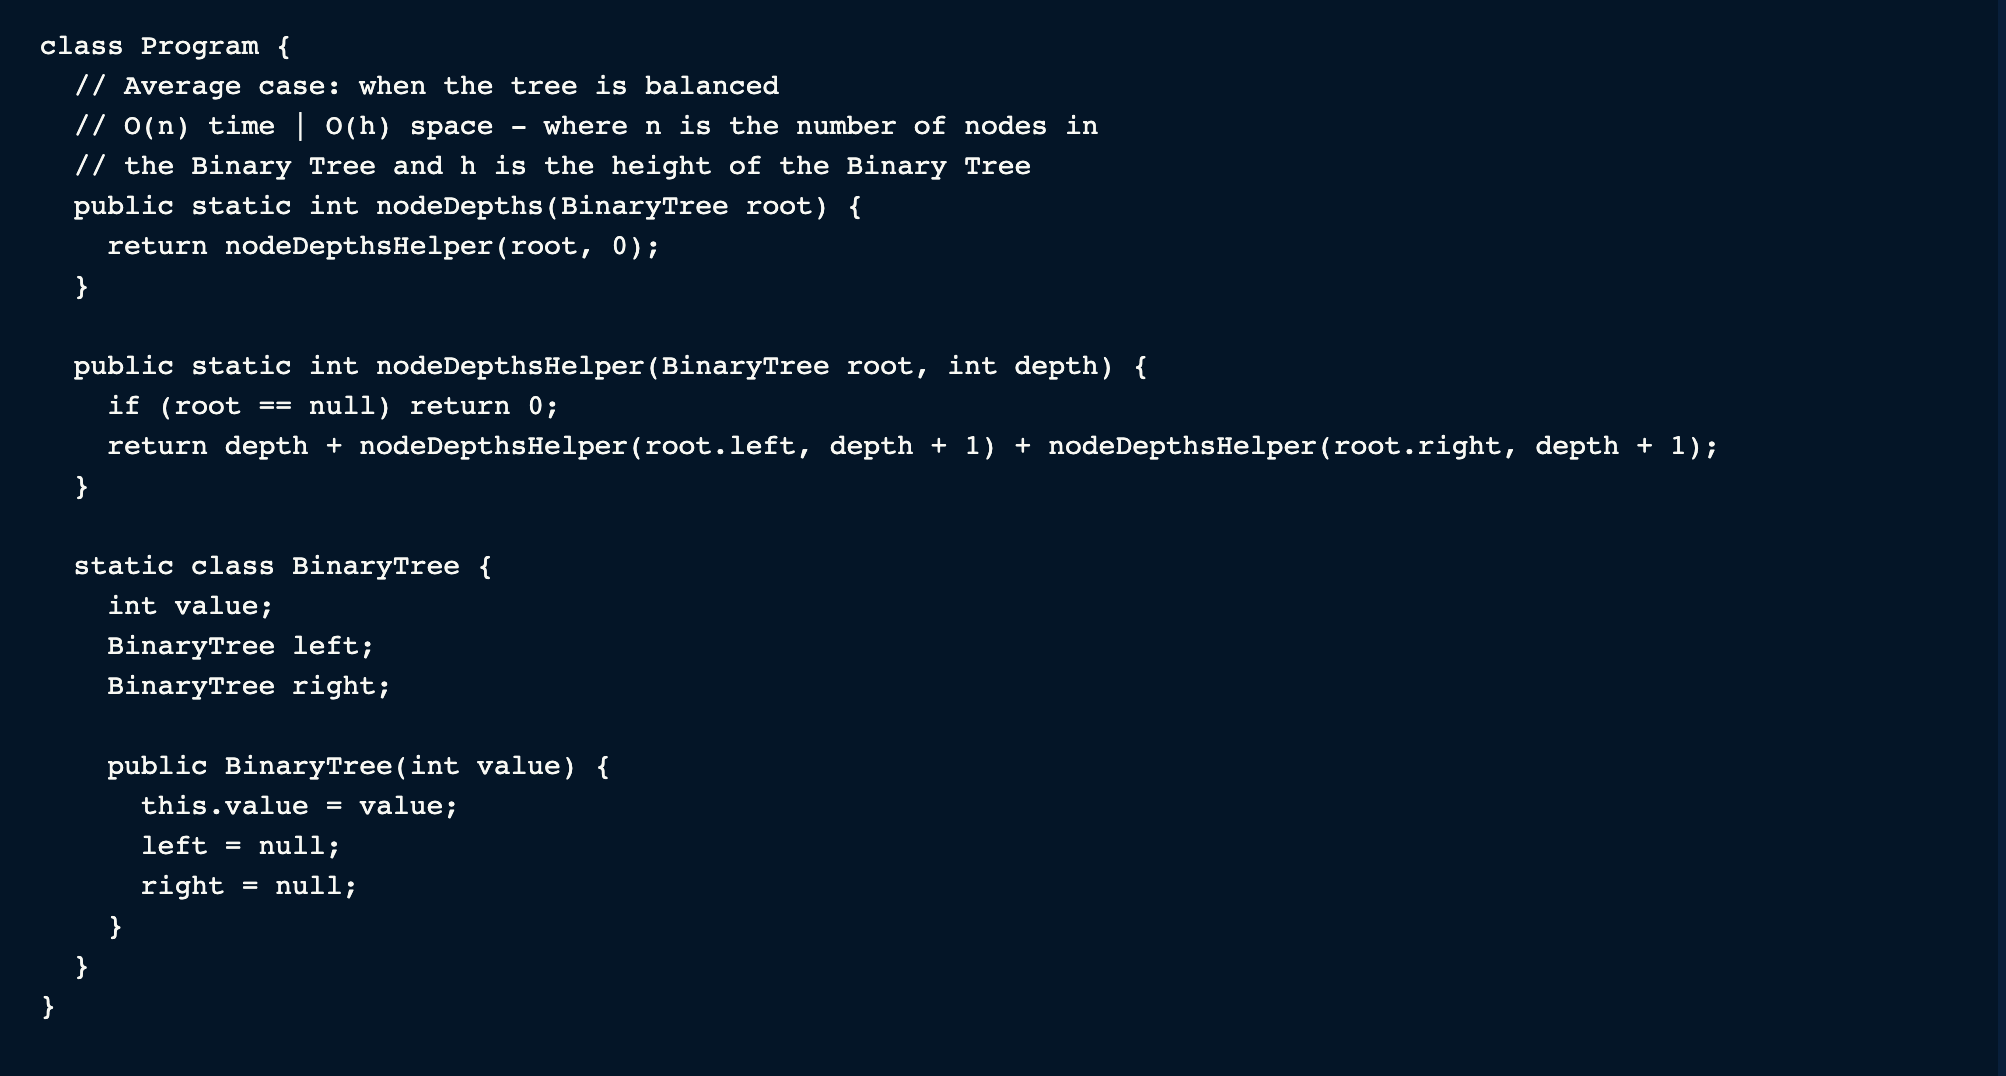 class Program {
  // Average case: when the tree is balanced
  // O(n) time | O(h) space - where n is the number of nodes in
  // the Binary Tree and h is the height of the Binary Tree
  public static int nodeDepths(BinaryTree root) {
    return nodeDepthsHelper(root, 0);
  }

  public static int nodeDepthsHelper(BinaryTree root, int depth) {
    if (root == null) return 0;
    return depth + nodeDepthsHelper(root.left, depth + 1) + nodeDepthsHelper(root.right, depth + 1);
  }

  static class BinaryTree {
    int value;
    BinaryTree left;
    BinaryTree right;

    public BinaryTree(int value) {
      this.value = value;
      left = null;
      right = null;
    }
  }
}